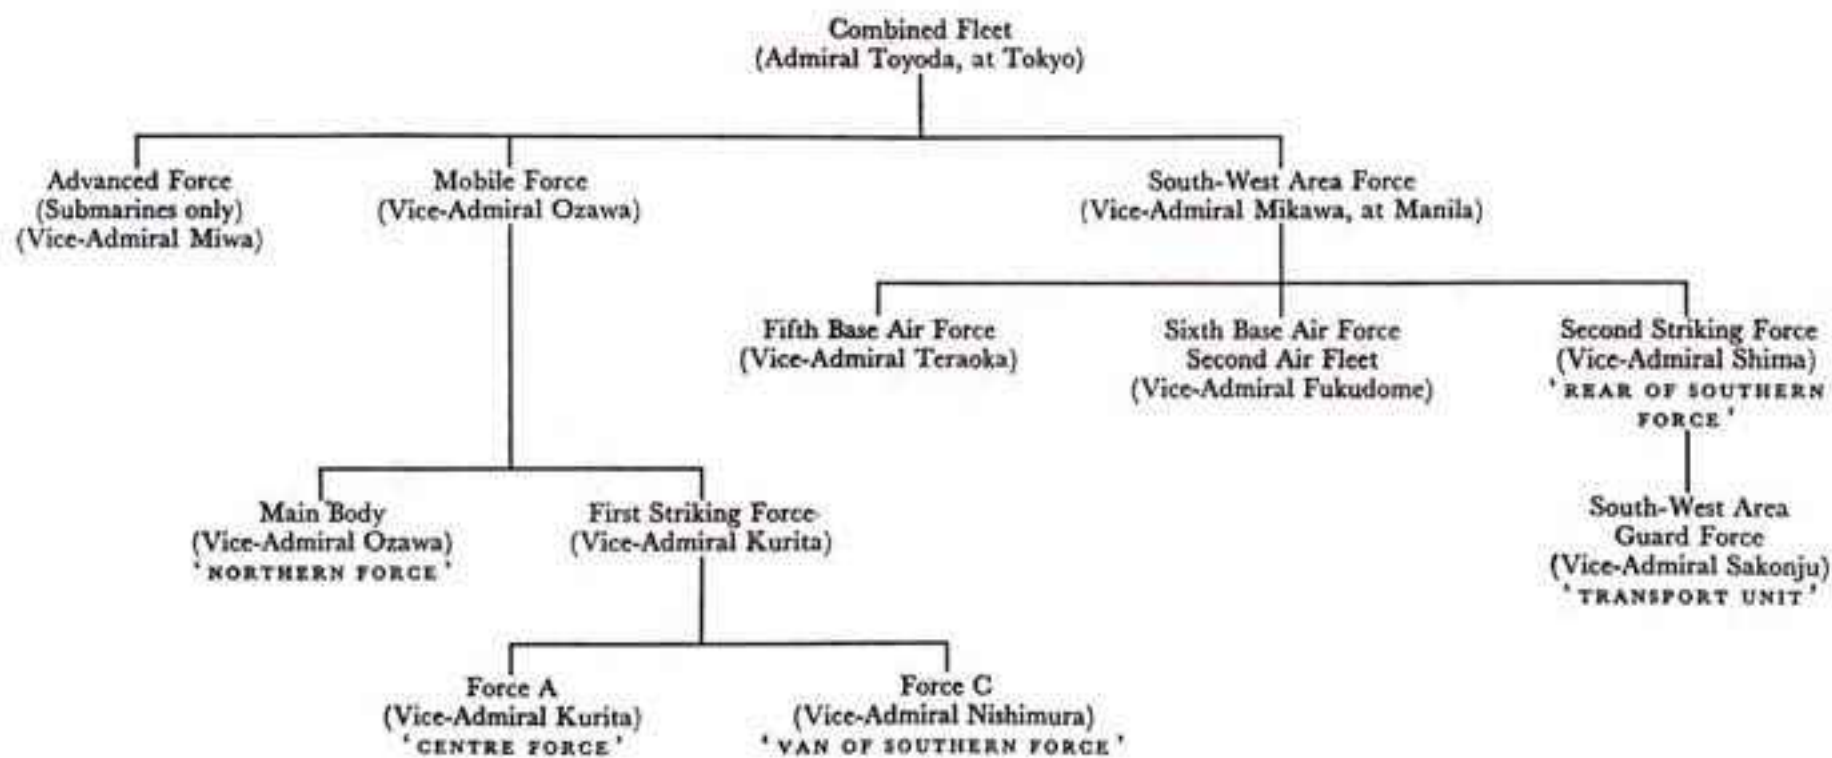 Combined Fleet
(Admiral Toyoda, at Tokyo)
Advanced Force
(Submarines only)
(Vice-Admiral Miwa)
Mobile Force
(Vice-Admiral Ozawa)
South-West Area Force
(Vice-Admiral Mikawa, at Manila)
Fifth Base Air Force
(Vice-Admiral Teraoka)
Sixth Base Air Force
Second Air Fleet
(Vice-Admiral Fukudome)
Second Striking Force
(Vice-Admiral Shima)
'REAR OF SOUTHERN
FORCE'
Main Body
(Vice-Admiral Ozawa)
'NORTHERN FORCE'
First Striking Force
(Vice-Admiral Kurita)
South-West Area
Guard Force
(Vice-Admiral Sakonju)
'TRANSPORT UNIT'
Force A
(Vice-Admiral Kurita)
'CENTRE FORCE'
Force C
(Vice-Admiral Nishimura)
'VAN OF SOUTHERN FORCE'